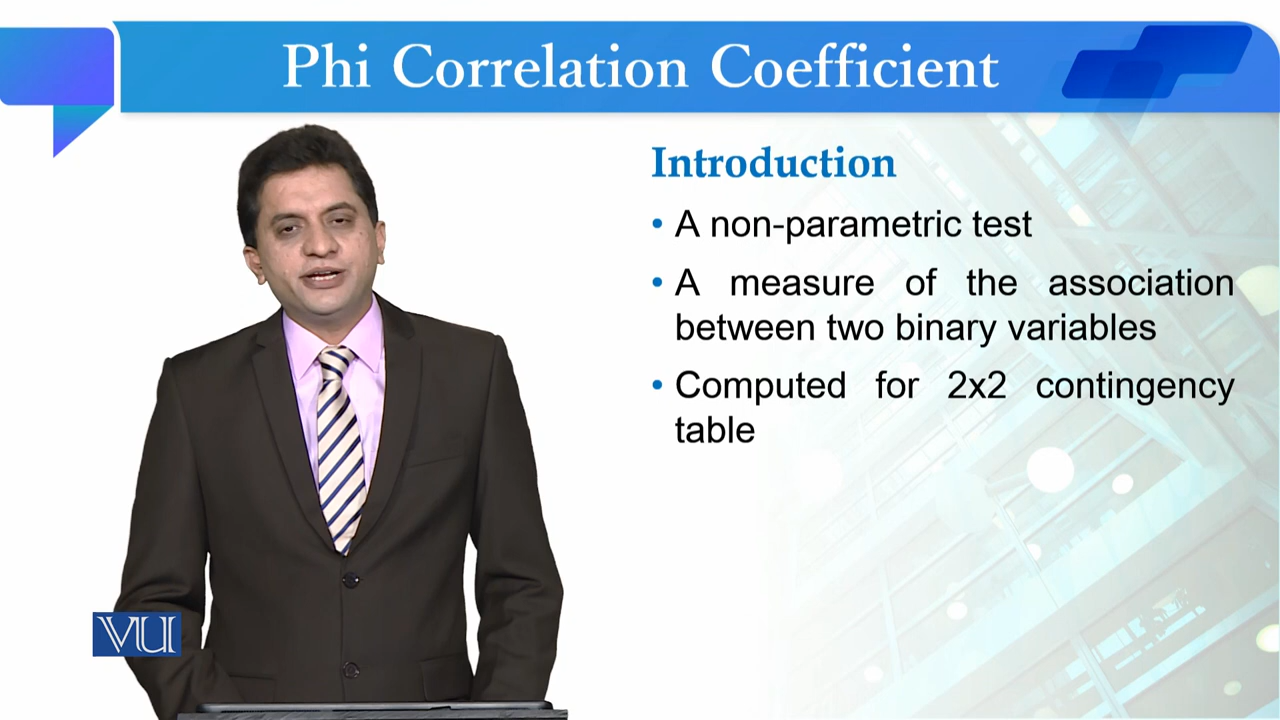 Phi Correlation Coefficient
Introduction
• A non-parametric test
• A measure of the association
between two binary variables
• Computed for 2x2 contingency
table
VU